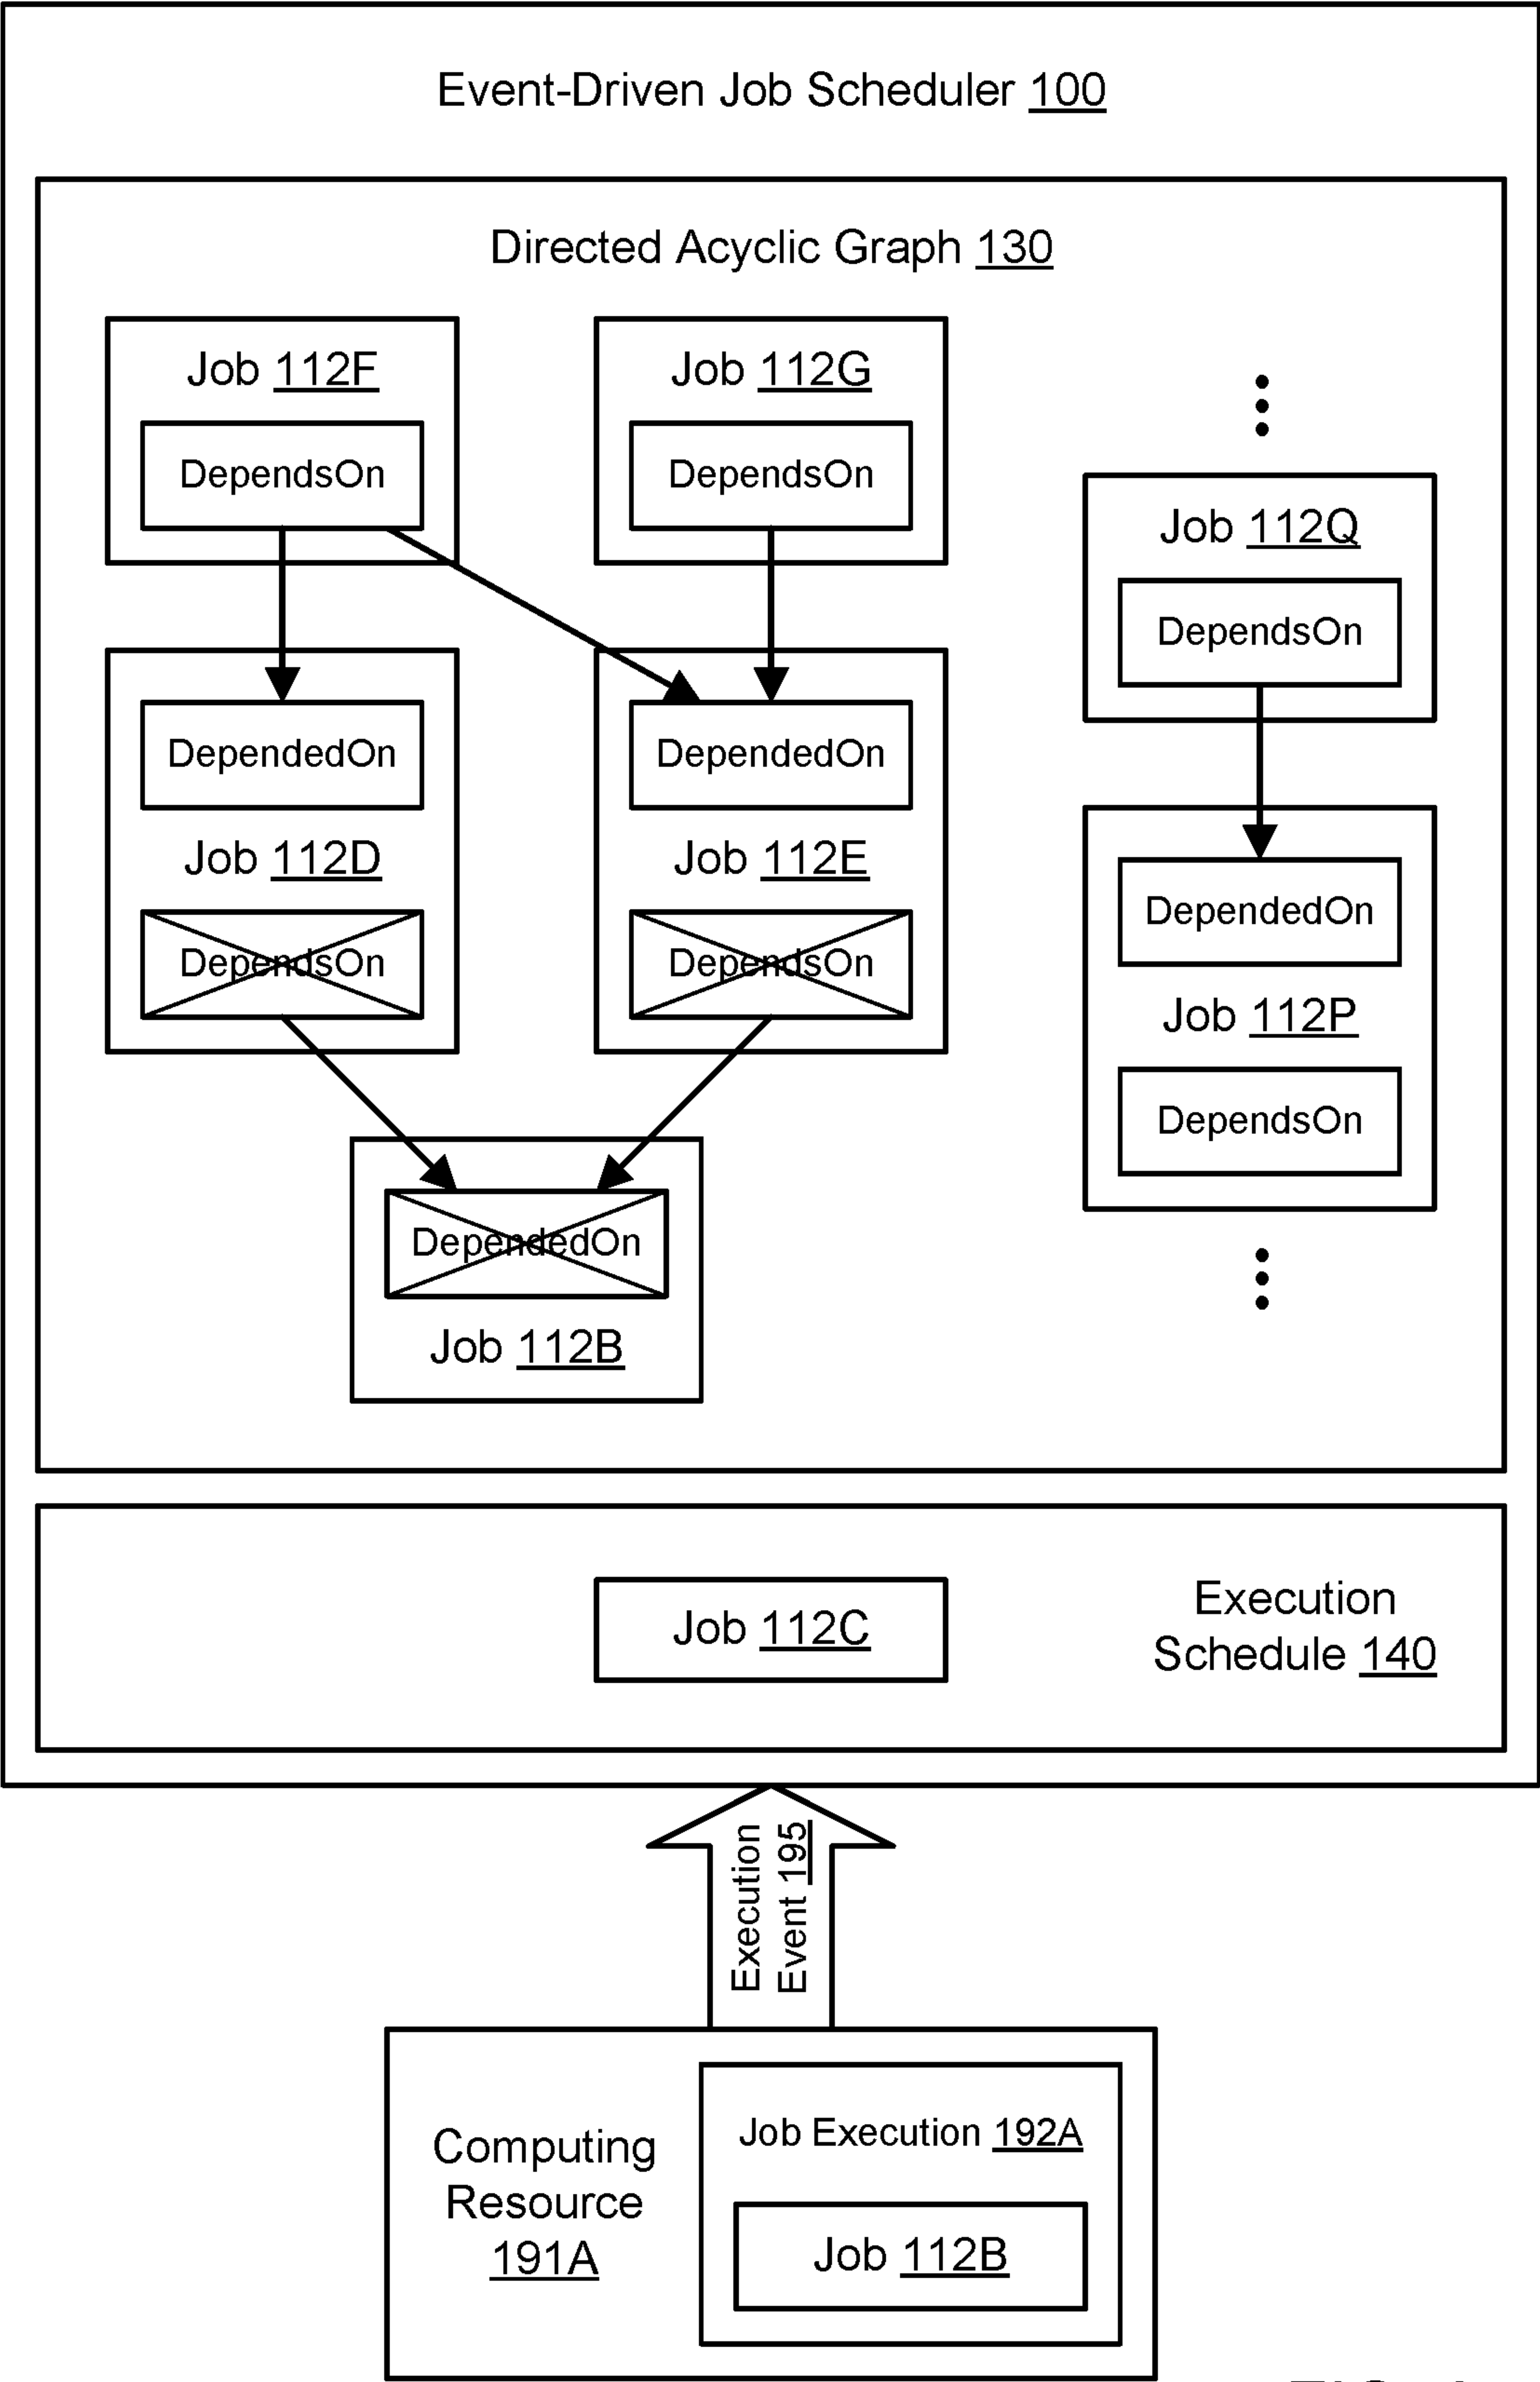 Event-Driven Job Scheduler 100
Directed Acyclic Graph 130
Job 112F
DependsOn
Job 112G
DependsOn
Job 112Q
DependsOn
DependedOn
Job 112D
DependsOn
DependedOn
Job 112E
DependsOn
DependedOn
Job 112P
DependsOn
DependedOn
Job 112B
Job 112C
Execution
Schedule 140
Execution
Event 195
Computing
Resource
191A
Job Execution 192A
Job 112B